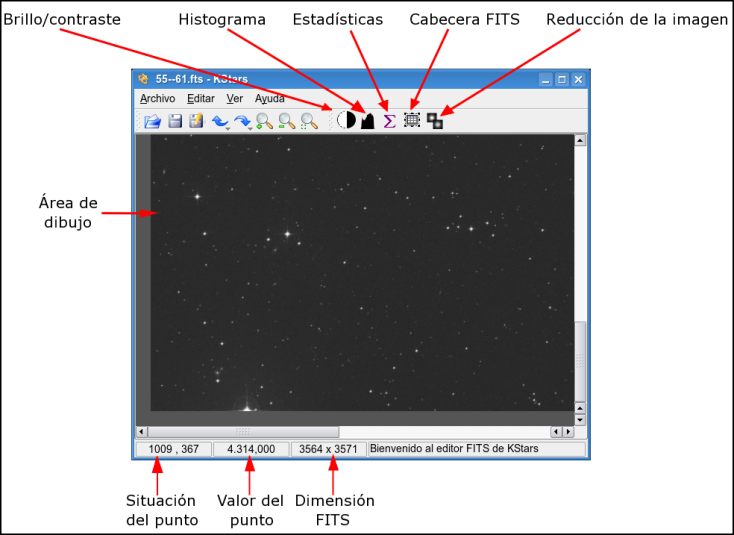 Brillo/contraste Histograma Estadísticas Cabecera FITS Reducción de la imagen
55--61.fts - KStars
Archivo Editar Ver Ayuda
Área de
dibujo
1009 , 367 4.314,000 3564 x 3571 Bienvenido al editor FITS de KStars
Situación
del punto
Valor del
punto
Dimensión
FITS